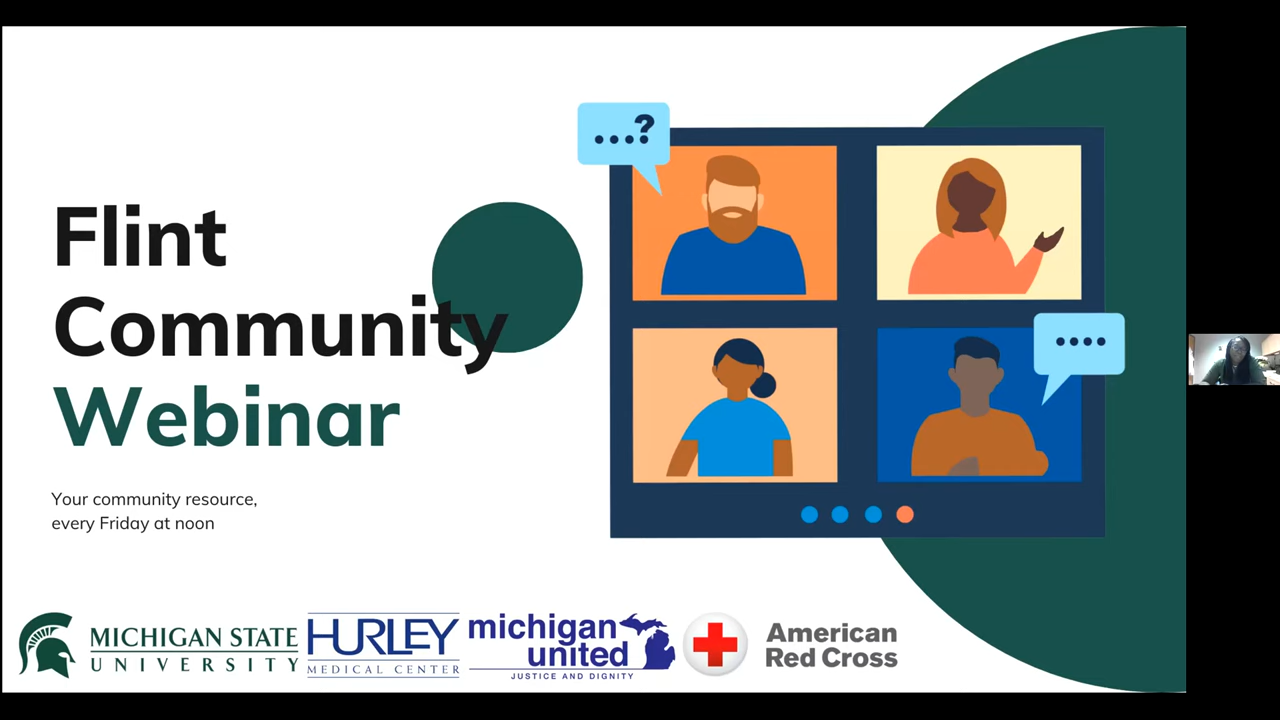 ....?
Flint
Community
Webinar
....
Your community resource,
every Friday at noon
MICHIGAN STATE
UNIVERSITY
HURLEY
MEDICAL CENTER
michigan
united
JUSTICE AND DIGNITY
American
Red Cross